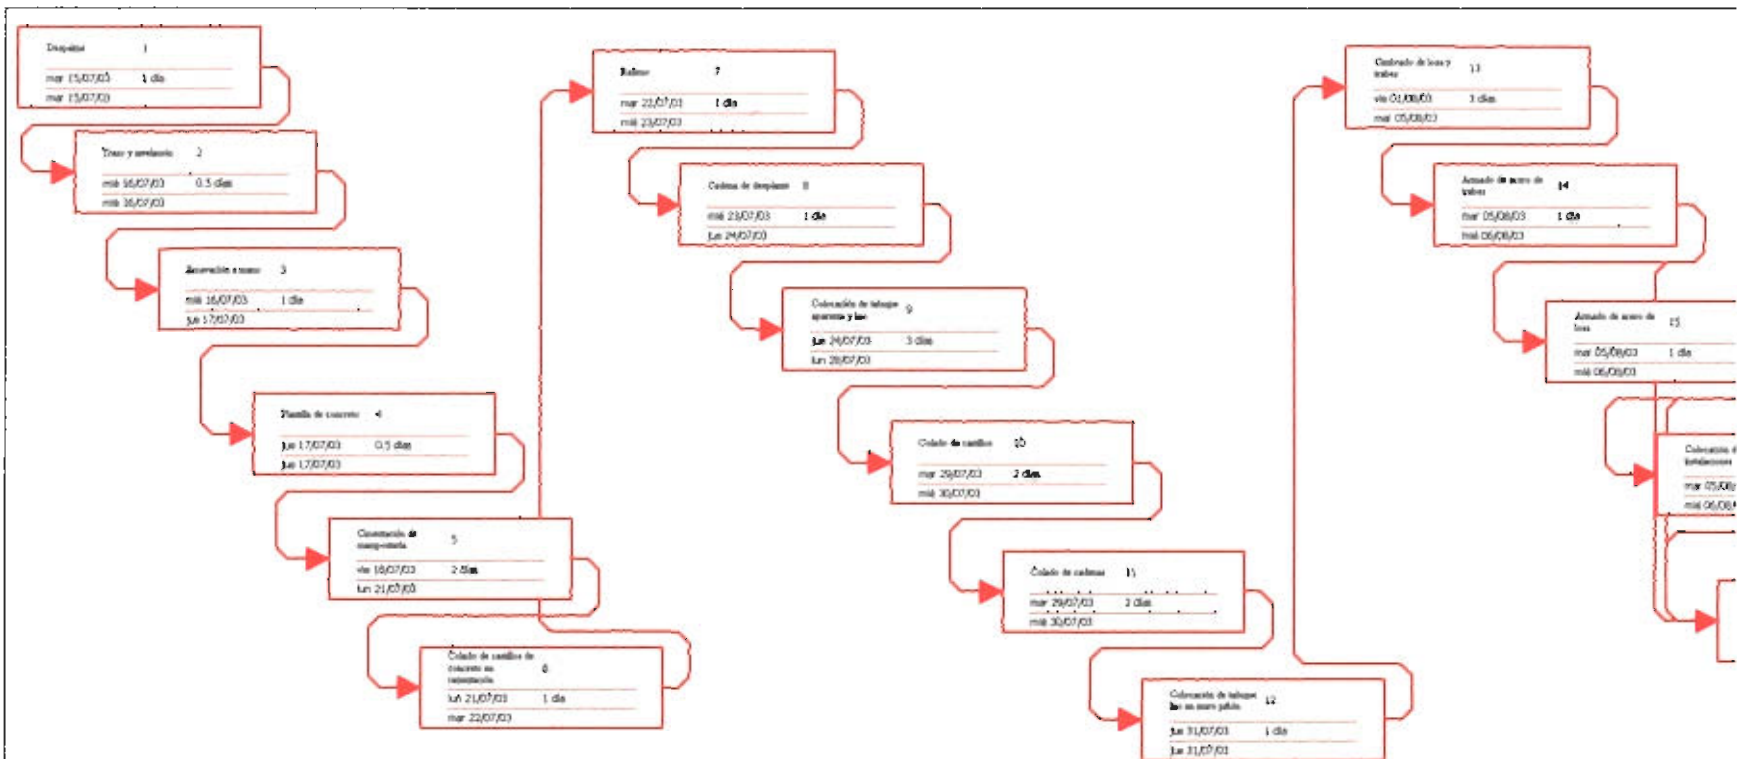 Despalme 1
mar 15/07/03 1 día
mar 15/07/03
Trazo y nivelación 2
mié 16/07/03 0.5 días
mié 16/07/03
Excavación a mano 3
mié 16/07/03 1 día
jue 17/07/03
Plantilla de concreto 4
jue 17/07/03 0.5 días
jue 17/07/03
Cimentación de
mampostería 5
vie 18/07/03 2 días
lun 21/07/03
Colado de castillos de
concreto en 6
cimentación
lun 21/07/03 1 día
mar 22/07/03
Relleno 7
mar 22/07/03 1 día
mié 23/07/03
Cadena de desplante 8
mié 23/07/03 1 día
jue 24/07/03
Colocación de tabique 9
aparente y
jue 24/07/03 3 días
lun 28/07/03
Colado de castillos 10
mar 29/07/03 2 días
mié 30/07/03
Colado de cadenas 11
mar 29/07/03 2 días
mié 30/07/03
Colocación de tabique 12
en muro
jue 31/07/03 1 día
jue 31/07/03
Cimbrado de losa y 13
trabes
vie 01/08/03 3 días
mar 05/08/03
Armado de acero de 14
trabes
mar 05/08/03 1 día
mié 06/08/03
Armado de acero de 15
losa
mar 05/08/03 1 día
mié 06/08/03
Colocación d
instalaciones
mar 05/08/
mié 06/08/